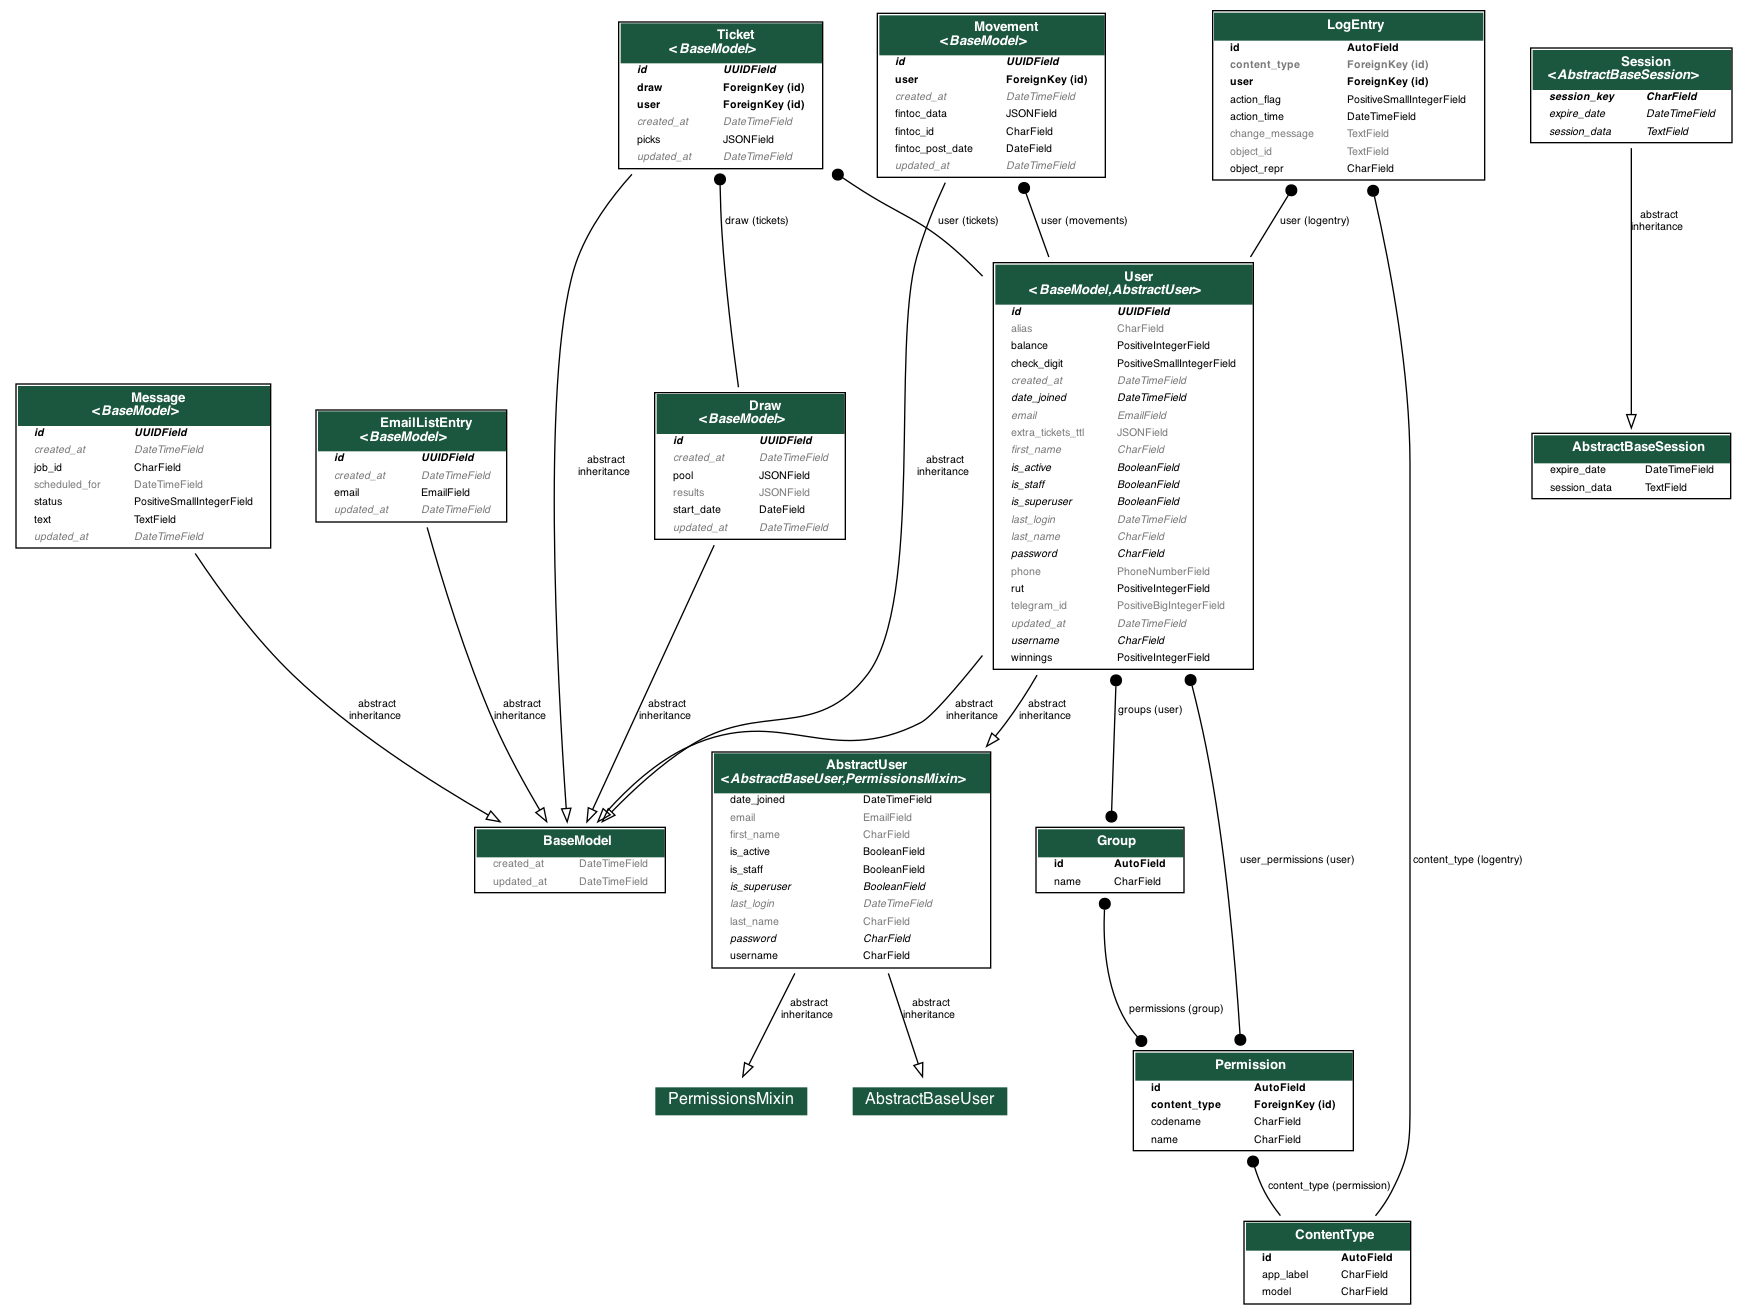 Ticket
<BaseModel>
id UUIDField
draw ForeignKey (id)
user ForeignKey (id)
created_at DateTimeField
picks JSONField
updated_at DateTimeField
Movement
<BaseModel>
id UUIDField
user ForeignKey (id)
created_at DateTimeField
fintoc_data JSONField
fintoc_id CharField
fintoc_post_date DateField
updated_at DateTimeField
LogEntry
id AutoField
content_type ForeignKey (id)
user ForeignKey (id)
action_flag PositiveSmallIntegerField
action_time DateTimeField
change_message TextField
object_id TextField
object_repr CharField
Session
<AbstractBaseSession>
session_key CharField
expire_date DateTimeField
session_data TextField
draw (tickets)
user (tickets)
user (movements)
user (logentry)
abstract
inheritance
User
<BaseModel,AbstractUser>
id UUIDField
alias CharField
balance PositiveIntegerField
check_digit PositiveSmallIntegerField
created_at DateTimeField
date_joined DateTimeField
email EmailField
extra_tickets_ttl JSONField
first_name CharField
is_active BooleanField
is_staff BooleanField
is_superuser BooleanField
last_login DateTimeField
last_name CharField
password CharField
phone PhoneNumberField
rut PositiveIntegerField
telegram_id PositiveBigIntegerField
updated_at DateTimeField
username CharField
winnings PositiveIntegerField
Message
<BaseModel>
id UUIDField
created_at DateTimeField
job_id CharField
scheduled_for DateTimeField
status PositiveSmallIntegerField
text TextField
updated_at DateTimeField
EmailListEntry
<BaseModel>
id UUIDField
created_at DateTimeField
email EmailField
updated_at DateTimeField
abstract
inheritance
Draw
<BaseModel>
id UUIDField
created_at DateTimeField
pool JSONField
results JSONField
start_date DateField
updated_at DateTimeField
abstract
inheritance
AbstractBaseSession
expire_date DateTimeField
session_data TextField
abstract
inheritance
abstract
inheritance
abstract
inheritance
abstract
inheritance
abstract
inheritance
groups (user)
BaseModel
created_at DateTimeField
updated_at DateTimeField
AbstractUser
<AbstractBaseUser,PermissionsMixin>
date_joined DateTimeField
email EmailField
first_name CharField
is_active BooleanField
is_staff BooleanField
is_superuser BooleanField
last_login DateTimeField
last_name CharField
password CharField
username CharField
Group
id AutoField
name CharField
user_permissions (user)
content_type (logentry)
abstract
inheritance
abstract
inheritance
permissions (group)
PermissionsMixin
AbstractBaseUser
Permission
id AutoField
content_type ForeignKey (id)
codename CharField
name CharField
content_type (permission)
ContentType
id AutoField
app_label CharField
model CharField